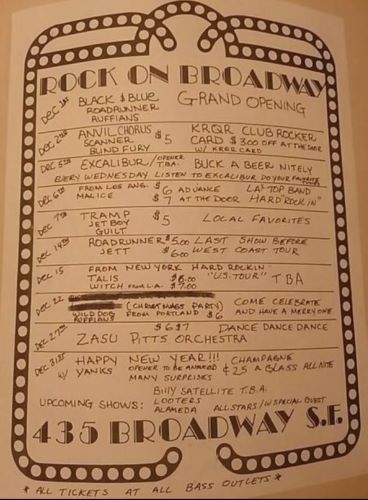 ROCK ON BROADWAY
DEC 1st BLACK & BLUE GRAND OPENING
ROADRUNNER
RUFFIANS
DEC 2nd ANVIL CHORUS $5 KRQR CLUB ROCKER
SCANNER CARD $3.00 OFF AT THE DOOR
BLIND FURY W/ KRQR CARD
DEC 5th EXCALIBUR/OPENER T.B.A. BUCK A BEER NITELY
EVERY WEDNESDAY LISTEN TO EXCALIBUR DO YOUR FAVORITES
DEC 6th FROM LOS ANG. $6 ADVANCE LA'S TOP BAND
MALICE $7 AT THE DOOR HARD ROCKIN"
DEC 7th TRAMP $5 LOCAL FAVORITES
JET BOY
GUILT
DEC 14th ROADRUNNER $5.00 LAST SHOW BEFORE
JETT $6.00 WEST COAST TOUR
DEC 15 FROM NEW YORK HARD ROCKIN.
TALIS $6.00 "U.S. TOUR" TBA
WITCH FROM L.A. $7.00
DEC 22 (CHRISTMAS PARTY) COME CELEBRATE
WILD DOG FROM PORTLAND $6 AND HAVE A MERRY ONE
RUFFIANS
DEC 27th $6 $7 DANCE DANCE DANCE
ZASU PITTS ORCHESTRA
DEC 31st HAPPY NEW YEAR!!! CHAMPAGNE
W/ YANKS OPENER TO BE ANNOUNCED ¢25 A GLASS ALL NITE
MANY SURPRISES
BILLY SATELLITE T.B.A.
UPCOMING SHOWS: LOOTERS ALLSTARS/W SPECIAL GUEST
ALAMEDA
435 BROADWAY S.F.
* ALL TICKETS AT ALL BASS OUTLETS *